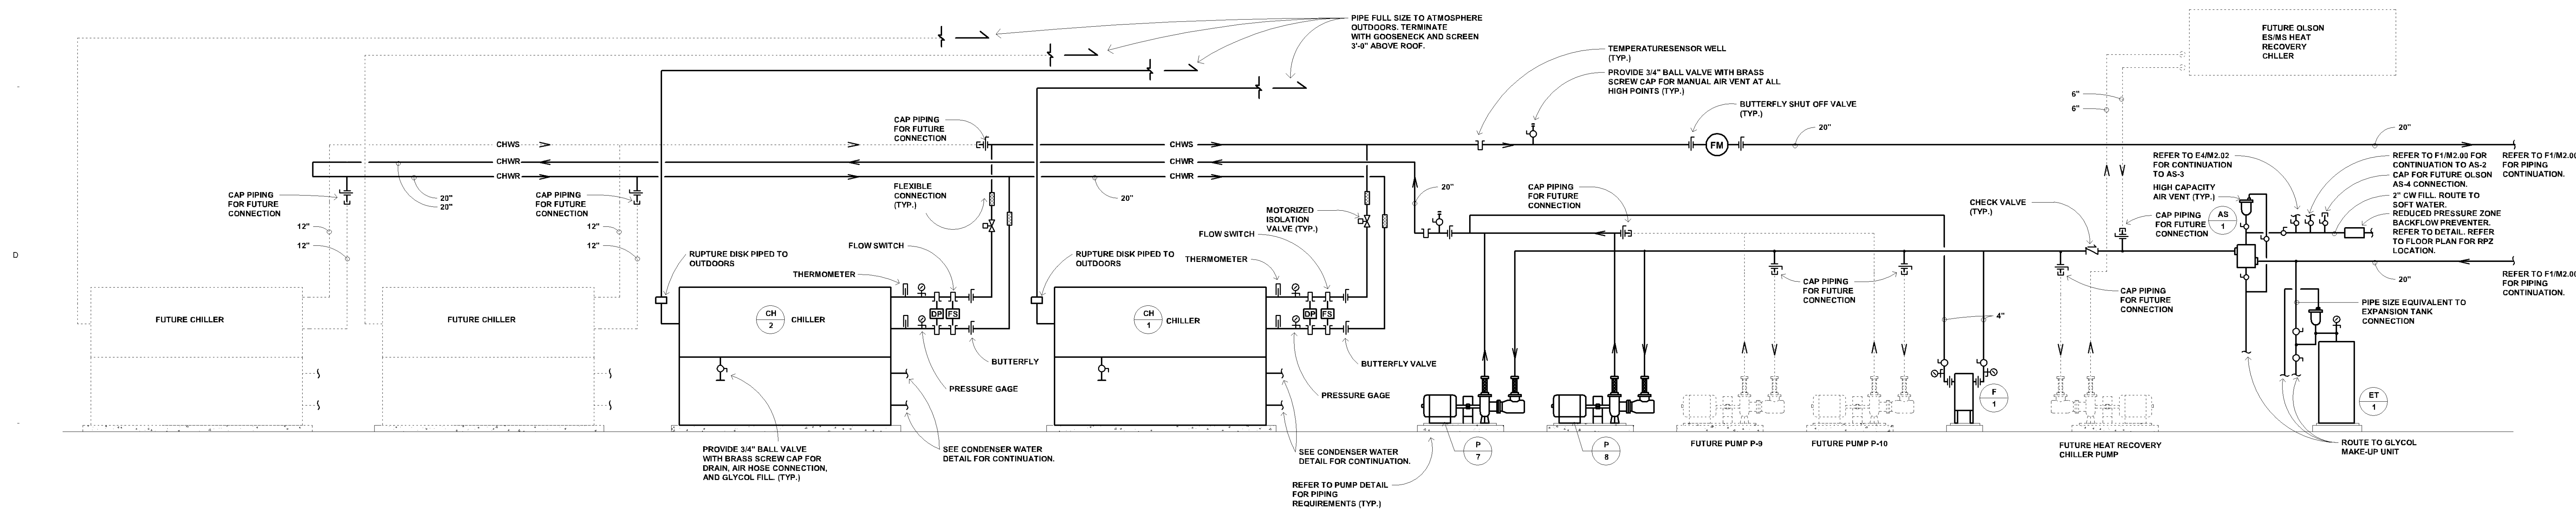 PIPE FULL SIZE TO ATMOSPHERE
OUTDOORS. TERMINATE
WITH GOOSENECK AND SCREEN
3'-0" ABOVE ROOF.
FUTURE OLSON
ES/MS HEAT
RECOVERY
CHLLER
TEMPERATURESENSOR WELL
(TYP.)
PROVIDE 3/4" BALL VALVE WITH BRASS
SCREW CAP FOR MANUAL AIR VENT AT ALL
HIGH POINTS (TYP.)
BUTTERFLY SHUT OFF VALVE
(TYP.)
6"
6"
CAP PIPING
FOR FUTURE
CONNECTION
20"
20"
FM
CHWS
CHWR
CHWR
CHWS
CHWR
CHWR
REFER TO E4/M2.02
FOR CONTINUATION
TO AS-3
HIGH CAPACITY
AIR VENT (TYP.)
REFER TO F1/M2.00 FOR
CONTINUATION TO AS-2
CAP FOR FUTURE OLSON
AS-4 CONNECTION.
2" CW FILL. ROUTE TO
SOFT WATER.
REDUCED PRESSURE ZONE
BACKFLOW PREVENTER.
REFER TO DETAIL. REFER
TO FLOOR PLAN FOR RPZ
LOCATION.
REFER TO F1/M2.00
FOR PIPING
CONTINUATION.
CAP PIPING
FOR FUTURE
CONNECTION
20"
20"
CAP PIPING
FOR FUTURE
CONNECTION
FLEXIBLE
CONNECTION
(TYP.)
20"
20"
CAP PIPING
FOR FUTURE
CONNECTION
CHECK VALVE
(TYP.)
CAP PIPING
FOR FUTURE
CONNECTION
AS
1
MOTORIZED
ISOLATION
VALVE (TYP.)
12"
12"
12"
12"
FLOW SWITCH
FLOW SWITCH
D
RUPTURE DISK PIPED TO
OUTDOORS
THERMOMETER
RUPTURE DISK PIPED TO
OUTDOORS
THERMOMETER
CAP PIPING
FOR FUTURE
CONNECTION
CAP PIPING
FOR FUTURE
CONNECTION
20"
REFER TO F1/M2.00
FOR PIPING
CONTINUATION.
PIPE SIZE EQUIVALENT TO
EXPANSION TANK
CONNECTION
4"
FUTURE CHILLER
FUTURE CHILLER
CH
2
CHILLER
DP
FS
CH
1
CHILLER
DP
FS
BUTTERFLY
BUTTERFLY VALVE
PRESSURE GAGE
PRESSURE GAGE
F
1
ET
1
PROVIDE 3/4" BALL VALVE
WITH BRASS SCREW CAP FOR
DRAIN, AIR HOSE CONNECTION,
AND GLYCOL FILL. (TYP.)
SEE CONDENSER WATER
DETAIL FOR CONTINUATION.
SEE CONDENSER WATER
DETAIL FOR CONTINUATION.
P
7
P
8
FUTURE PUMP P-9
FUTURE PUMP P-10
FUTURE HEAT RECOVERY
CHILLER PUMP
ROUTE TO GLYCOL
MAKE-UP UNIT
REFER TO PUMP DETAIL
FOR PIPING
REQUIREMENTS (TYP.)